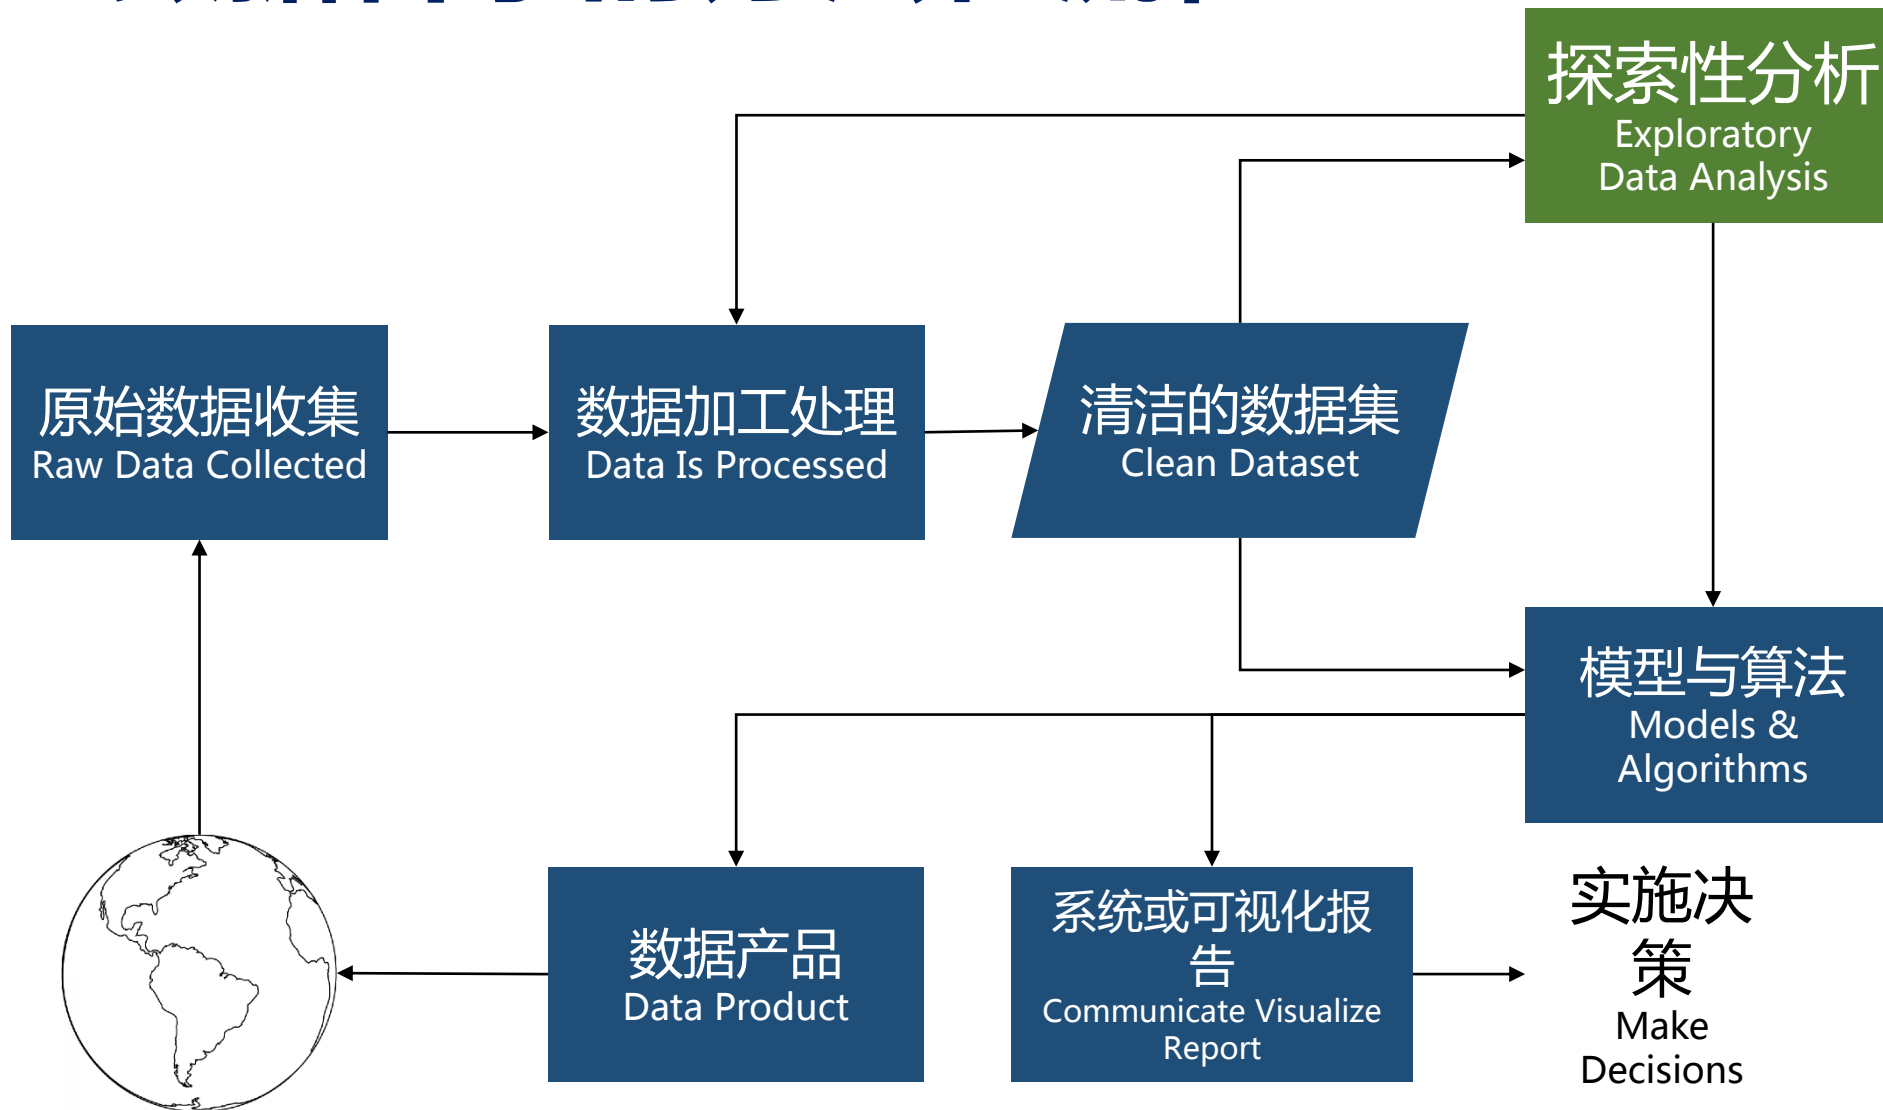 探索性分析
Exploratory
Data Analysis
原始数据收集
Raw Data Collected
数据加工处理
Data Is Processed
清洁的数据集
Clean Dataset
模型与算法
Models &
Algorithms
数据产品
Data Product
系统或可视化报
告
Communicate Visualize
Report
实施决
策
Make
Decisions